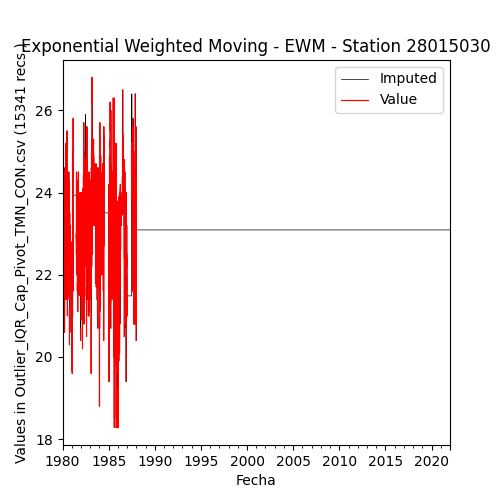 Exponential Weighted Moving - EWM - Station 28015030
Values in Outlier_IQR_Cap_Pivot_TMN_CON.csv (15341 recs.)
Imputed
Value
26
24
22
20
18
1980 1985 1990 1995 2000 2005 2010 2015 2020
Fecha